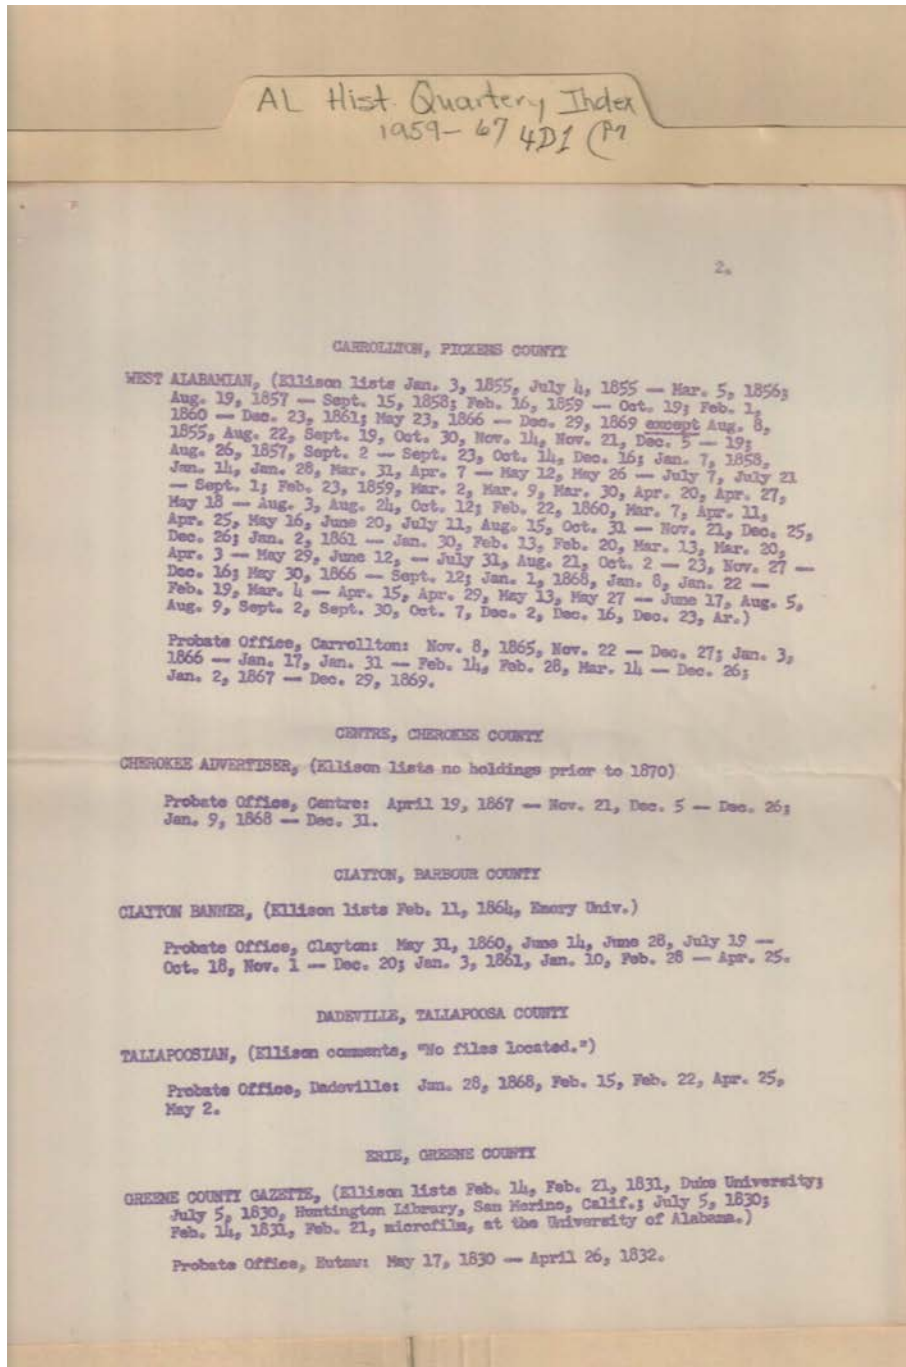 AL Hist. Quartery Index
1959-67 4D1 (P7
2.
CARROLLTON, PICKENS COUNTY
WEST ALABAMIAN, (Ellison lists Jan. 3, 1855, July 4, 1855 — Mar. 5, 1856;
Aug. 19, 1857 — Sept. 15, 1858; Feb. 16, 1859 — Oct. 19; Feb. 1,
1860 — Dec. 23, 1861; May 23, 1866 — Dec. 29, 1869 except Aug. 8,
1855, Aug. 22, Sept. 19, Oct. 30, Nov. 14, Nov. 21, Dec. 5 — 19;
Aug. 26, 1857, Sept. 2 — Sept. 23, Oct. 14, Dec. 16; Jan. 7, 1858,
Jan. 14, Jan. 28, Mar. 31, Apr. 7 — May 12, May 26 — July 7, July 21
— Sept. 1; Feb. 23, 1859, Mar. 2, Mar. 9, Mar. 30, Apr. 20, Apr. 27,
May 18 — Aug. 3, Aug. 24, Oct. 12; Feb. 22, 1860, Mar. 7, Apr. 11,
Apr. 25, May 16, June 20, July 11, Aug. 15, Oct. 31 — Nov. 21, Dec. 25,
Dec. 26; Jan. 2, 1861 — Jan. 30, Feb. 13, Feb. 20, Mar. 13, Mar. 20,
Apr. 3 — May 29, June 12, — July 31, Aug. 21, Oct. 2 — 23, Nov. 27 —
Dec. 16; May 30, 1866 — Sept. 12; Jan. 1, 1868, Jan. 8, Jan. 22 —
Feb. 19, Mar. 4 — Apr. 15, Apr. 29, May 13, May 27 — June 17, Aug. 5,
Aug. 9, Sept. 2, Sept. 30, Oct. 7, Dec. 2, Dec. 16, Dec. 23, Ar.)
Probate Office, Carrollton: Nov. 8, 1865, Nov. 22 — Dec. 27; Jan. 3,
1866 — Jan. 17, Jan. 31 — Feb. 14, Feb. 28, Mar. 14 — Dec. 26;
Jan. 2, 1867 — Dec. 29, 1869.
CENTRE, CHEROKEE COUNTY
CHEROKEE ADVERTISER, (Ellison lists no holdings prior to 1870)
Probate Office, Centre: April 19, 1867 — Nov. 21, Dec. 5 — Dec. 26;
Jan. 9, 1868 — Dec. 31.
CLAYTON, BARBOUR COUNTY
CLAYTON BANNER, (Ellison lists Feb. 11, 1864, Emory Univ.)
Probate Office, Clayton: May 31, 1860, June 14, June 28, July 19 —
Oct. 18, Nov. 1 — Dec. 20; Jan. 3, 1861, Jan. 10, Feb. 28 — Apr. 25.
DADEVILLE, TALLAPOOSA COUNTY
TALLAPOOSIAN, (Ellison comments, "No files located.")
Probate Office, Dadeville: Jan. 28, 1868, Feb. 15, Feb. 22, Apr. 25,
May 2.
ERIE, GREENE COUNTY
GREENE COUNTY GAZETTE, (Ellison lists Feb. 14, Feb. 21, 1831, Duke University;
July 5, 1830, Huntington Library, San Marino, Calif.; July 5, 1830;
Feb. 14, 1831, Feb. 21, microfilm, at the University of Alabama.)
Probate Office, Eutaw: May 17, 1830 — April 26, 1832.